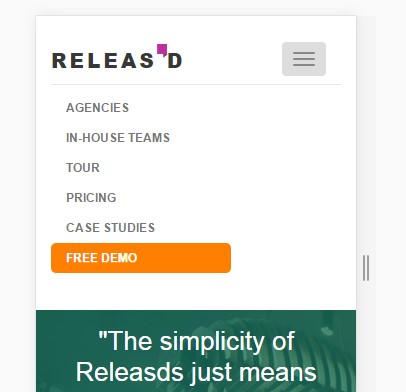 RELEAS'D
AGENCIES
IN-HOUSE TEAMS
TOUR
PRICING
CASE STUDIES
FREE DEMO
"The simplicity of
Releasds just means